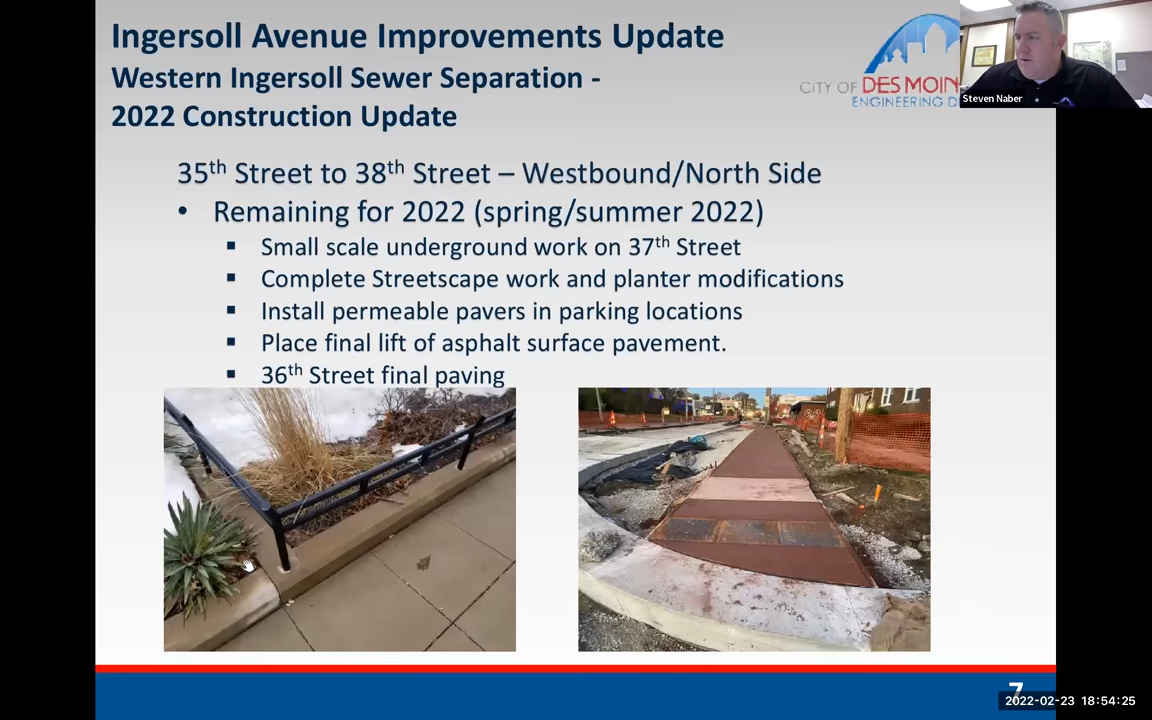 Ingersoll Avenue Improvements Update
Western Ingersoll Sewer Separation -
2022 Construction Update
CITY OF DES MOIN
ENGINEERING D
Steven Naber
35th Street to 38th Street – Westbound/North Side
• Remaining for 2022 (spring/summer 2022)
▪ Small scale underground work on 37th Street
▪ Complete Streetscape work and planter modifications
▪ Install permeable pavers in parking locations
▪ Place final lift of asphalt surface pavement.
▪ 36th Street final paving
7
2022-02-23 18:54:25